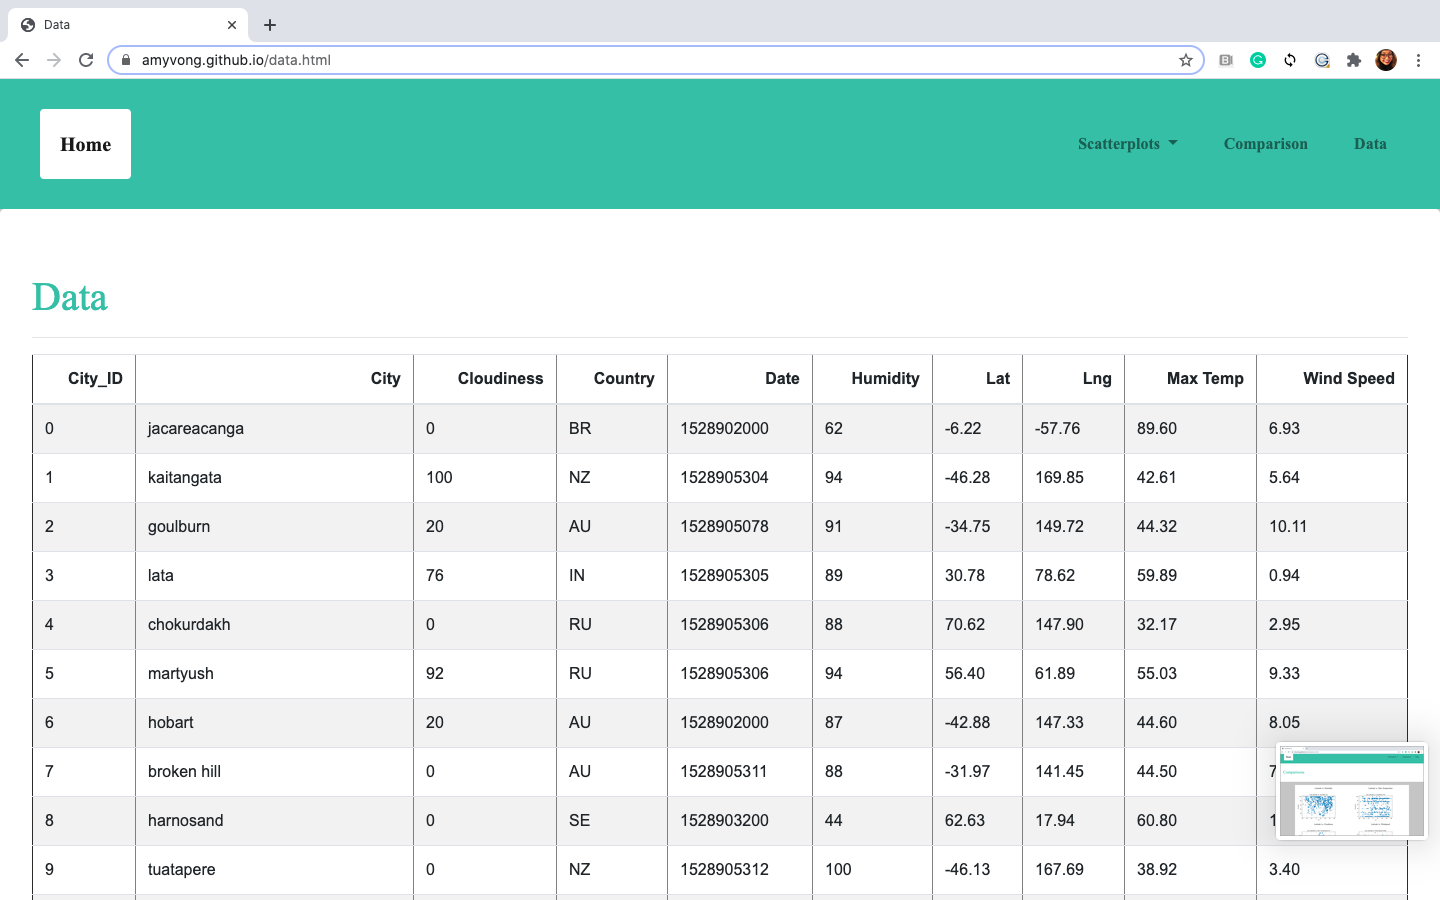 Data
amyvong.github.io/data.html
Home
Scatterplots Comparison Data
Data
City_ID City Cloudiness Country Date Humidity Lat Lng Max Temp Wind Speed
0 jacareacanga 0 BR 1528902000 62 -6.22 -57.76 89.60 6.93
1 kaitangata 100 NZ 1528905304 94 -46.28 169.85 42.61 5.64
2 goulburn 20 AU 1528905078 91 -34.75 149.72 44.32 10.11
3 lata 76 IN 1528905305 89 30.78 78.62 59.89 0.94
4 chokurdakh 0 RU 1528905306 88 70.62 147.90 32.17 2.95
5 martyush 92 RU 1528905306 94 56.40 61.89 55.03 9.33
6 hobart 20 AU 1528902000 87 -42.88 147.33 44.60 8.05
7 broken hill 0 AU 1528905311 88 -31.97 141.45 44.50
8 harnosand 0 SE 1528903200 44 62.63 17.94 60.80
9 tuatapere 0 NZ 1528905312 100 -46.13 167.69 38.92 3.40